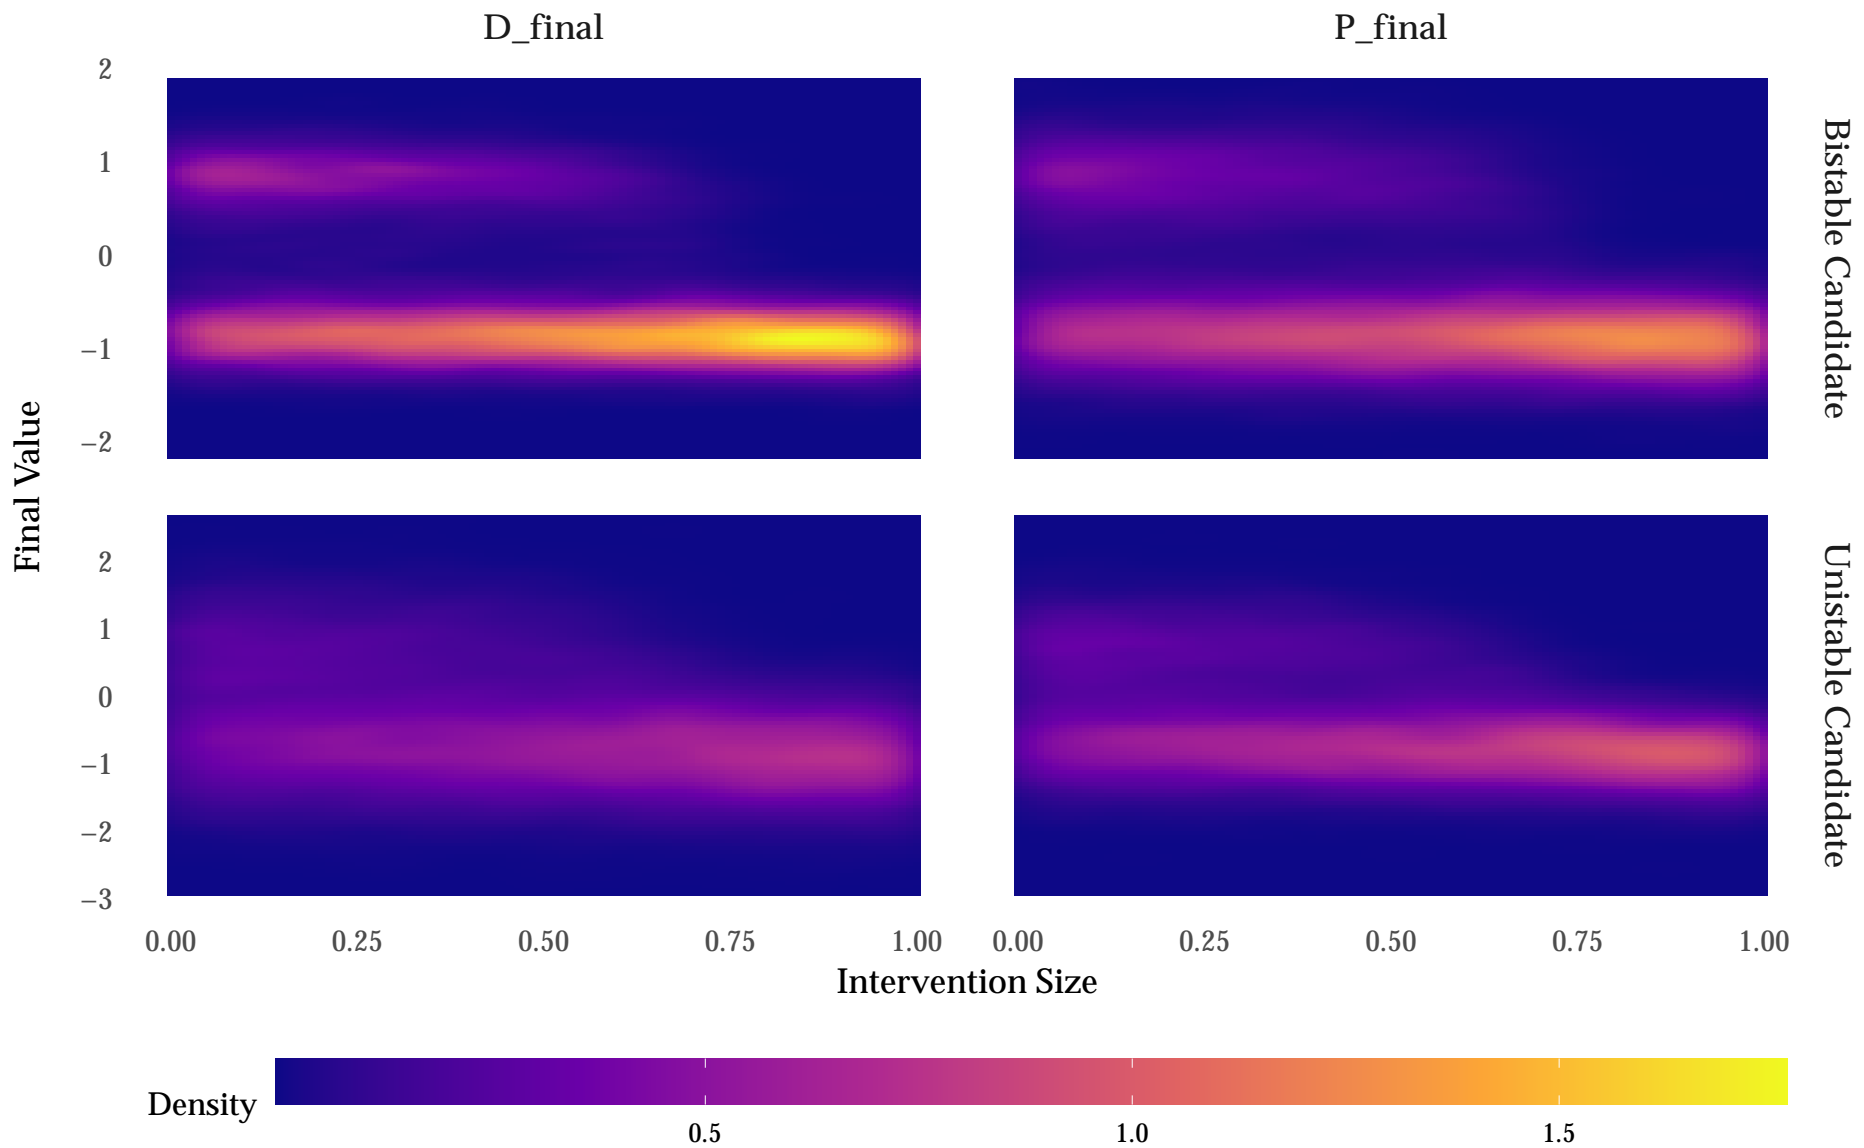 D_final
P_final
2
1
0
−1
−2
Bistable Candidate
Final Value
2
1
0
−1
−2
−3
Unistable Candidate
0.00 0.25 0.50 0.75 1.00
0.00 0.25 0.50 0.75 1.00
Intervention Size
Density
0.5 1.0 1.5